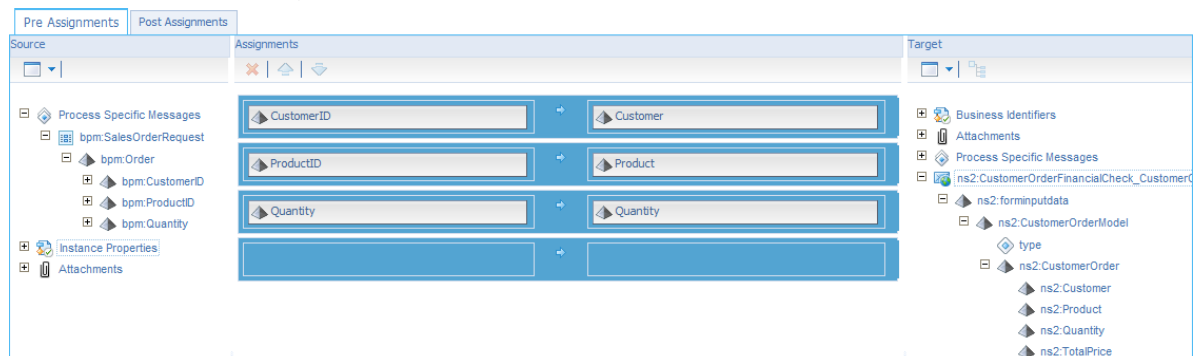 Pre Assignments Post Assignments
Source Assignments Target
Process Specific Messages
bpm:SalesOrderRequest
bpm:Order
bpm:CustomerID
bpm:ProductID
bpm:Quantity
Instance Properties
Attachments
CustomerID Customer
ProductID Product
Quantity Quantity
Business Identifiers
Attachments
Process Specific Messages
ns2:CustomerOrderFinancialCheck_CustomerO
ns2:forminputdata
ns2:CustomerOrderModel
type
ns2:CustomerOrder
ns2:Customer
ns2:Product
ns2:Quantity
ns2:TotalPrice